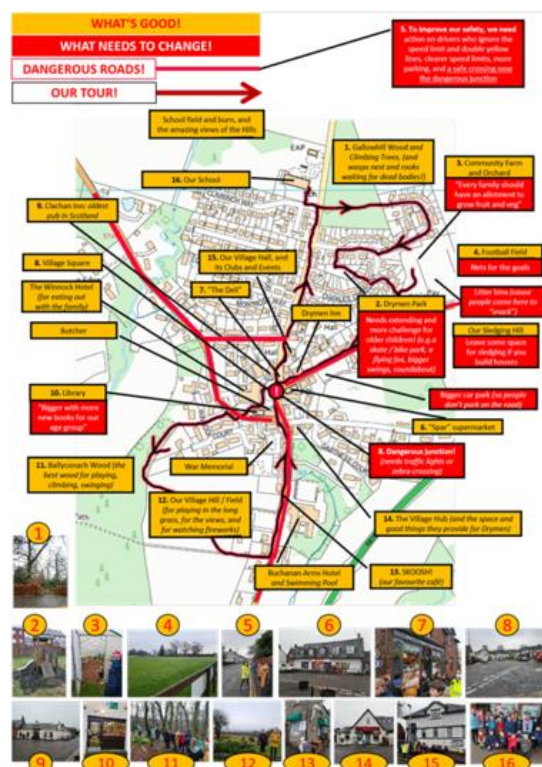 WHAT'S GOOD!
WHAT NEEDS TO CHANGE!
DANGEROUS ROADS!
OUR TOUR!
5. To improve our safety, we need
action on drivers who ignore the
speed limit and double yellow
lines, clearer speed limits, more
parking, and a safe crossing near
the dangerous junction
School field and burn, and
the amazing views of the Hills
EAP
16. Our School
1. Gallowhill Wood and
Climbing Trees, (and
wasps nest and rooks
waiting for dead bodies!)
3. Community Farm
and Orchard
"Every family should
have an allotment to
grow fruit and veg"
9. Clachan Inn: oldest
pub in Scotland
8. Village Square
The Winnock Hotel
(for eating out
with the family)
Butcher
15. Our Village Hall, and
its Clubs and Events
7. "The Deli"
Drymen Inn
4. Football Field
Nets for the goals
Litter bins (cause
people come here to
"snack")
2. Drymen Park
Needs extending and
more challenge for
older children! (e.g a
skate / bike park, a
flying fox, bigger
swings, roundabout)
Our Sledging Hill
Leave some space
for sledging if you
build houses
Hall
Hall
10. Library
"Bigger with more
new books for our
age group"
Bigger car park (so people
don't park on the road)
6. "Spar" supermarket
8. Dangerous Junction!
(needs traffic lights or
zebra crossing)
COURT
War Memorial
11. Ballyconach Wood (the
best wood for playing,
climbing, swinging)
12. Our Village Hill / Field
(for playing in the long
grass, for the views, and
for watching fireworks)
14. The Village Hub (and the space and
good things they provide for Drymen)
Buchanan Arms Hotel
and Swimming Pool
13. SKOOSH!
(our favourite café)
1
2
3
4
5
6
7
8
9
10
11
12
13
14
15
16